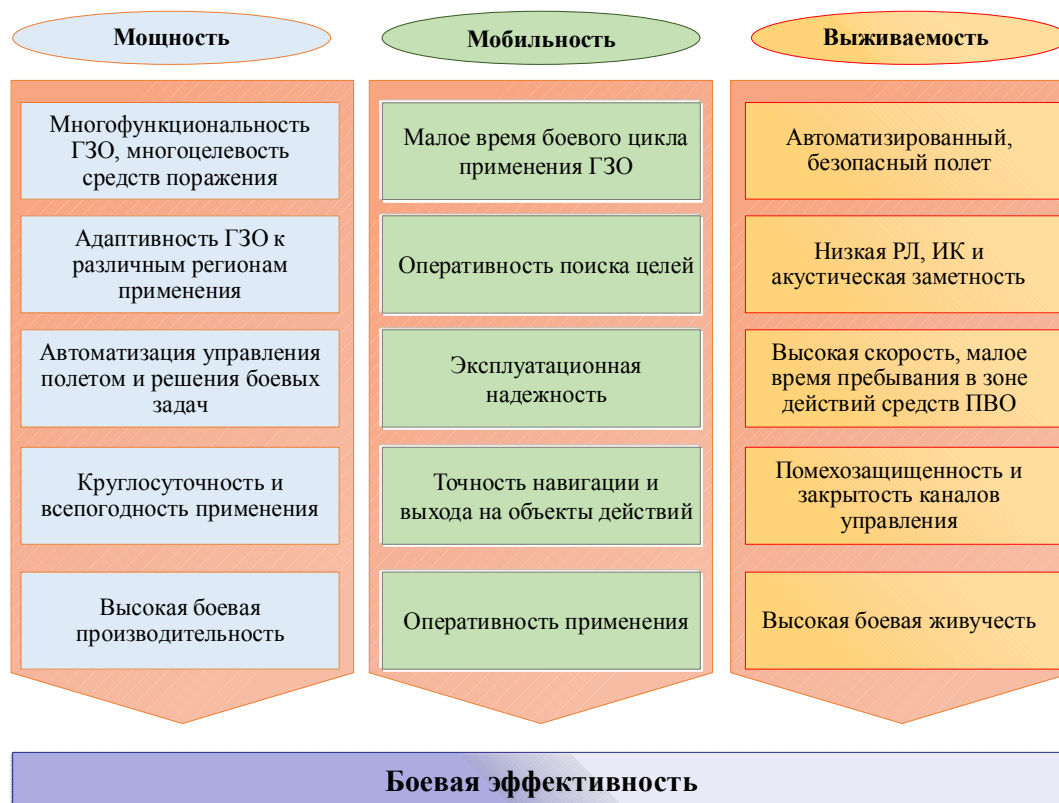 Мощность
Многофункциональность
ГЗО, многоцелевость
средств поражения
Адаптивность ГЗО к
различным регионам
применения
Автоматизация управления
полетом и решения боевых
задач
Круглосуточность и
всепогодность применения
Высокая боевая
производительность
Мобильность
Малое время боевого цикла
применения ГЗО
Оперативность поиска целей
Эксплуатационная
надежность
Точность навигации и
выхода на объекты действий
Оперативность применения
Выживаемость
Автоматизированный,
безопасный полет
Низкая РЛ, ИК и
акустическая заметность
Высокая скорость, малое
время пребывания в зоне
действий средств ПВО
Помехозащищенность и
закрытость каналов
управления
Высокая боевая живучесть
Боевая эффективность